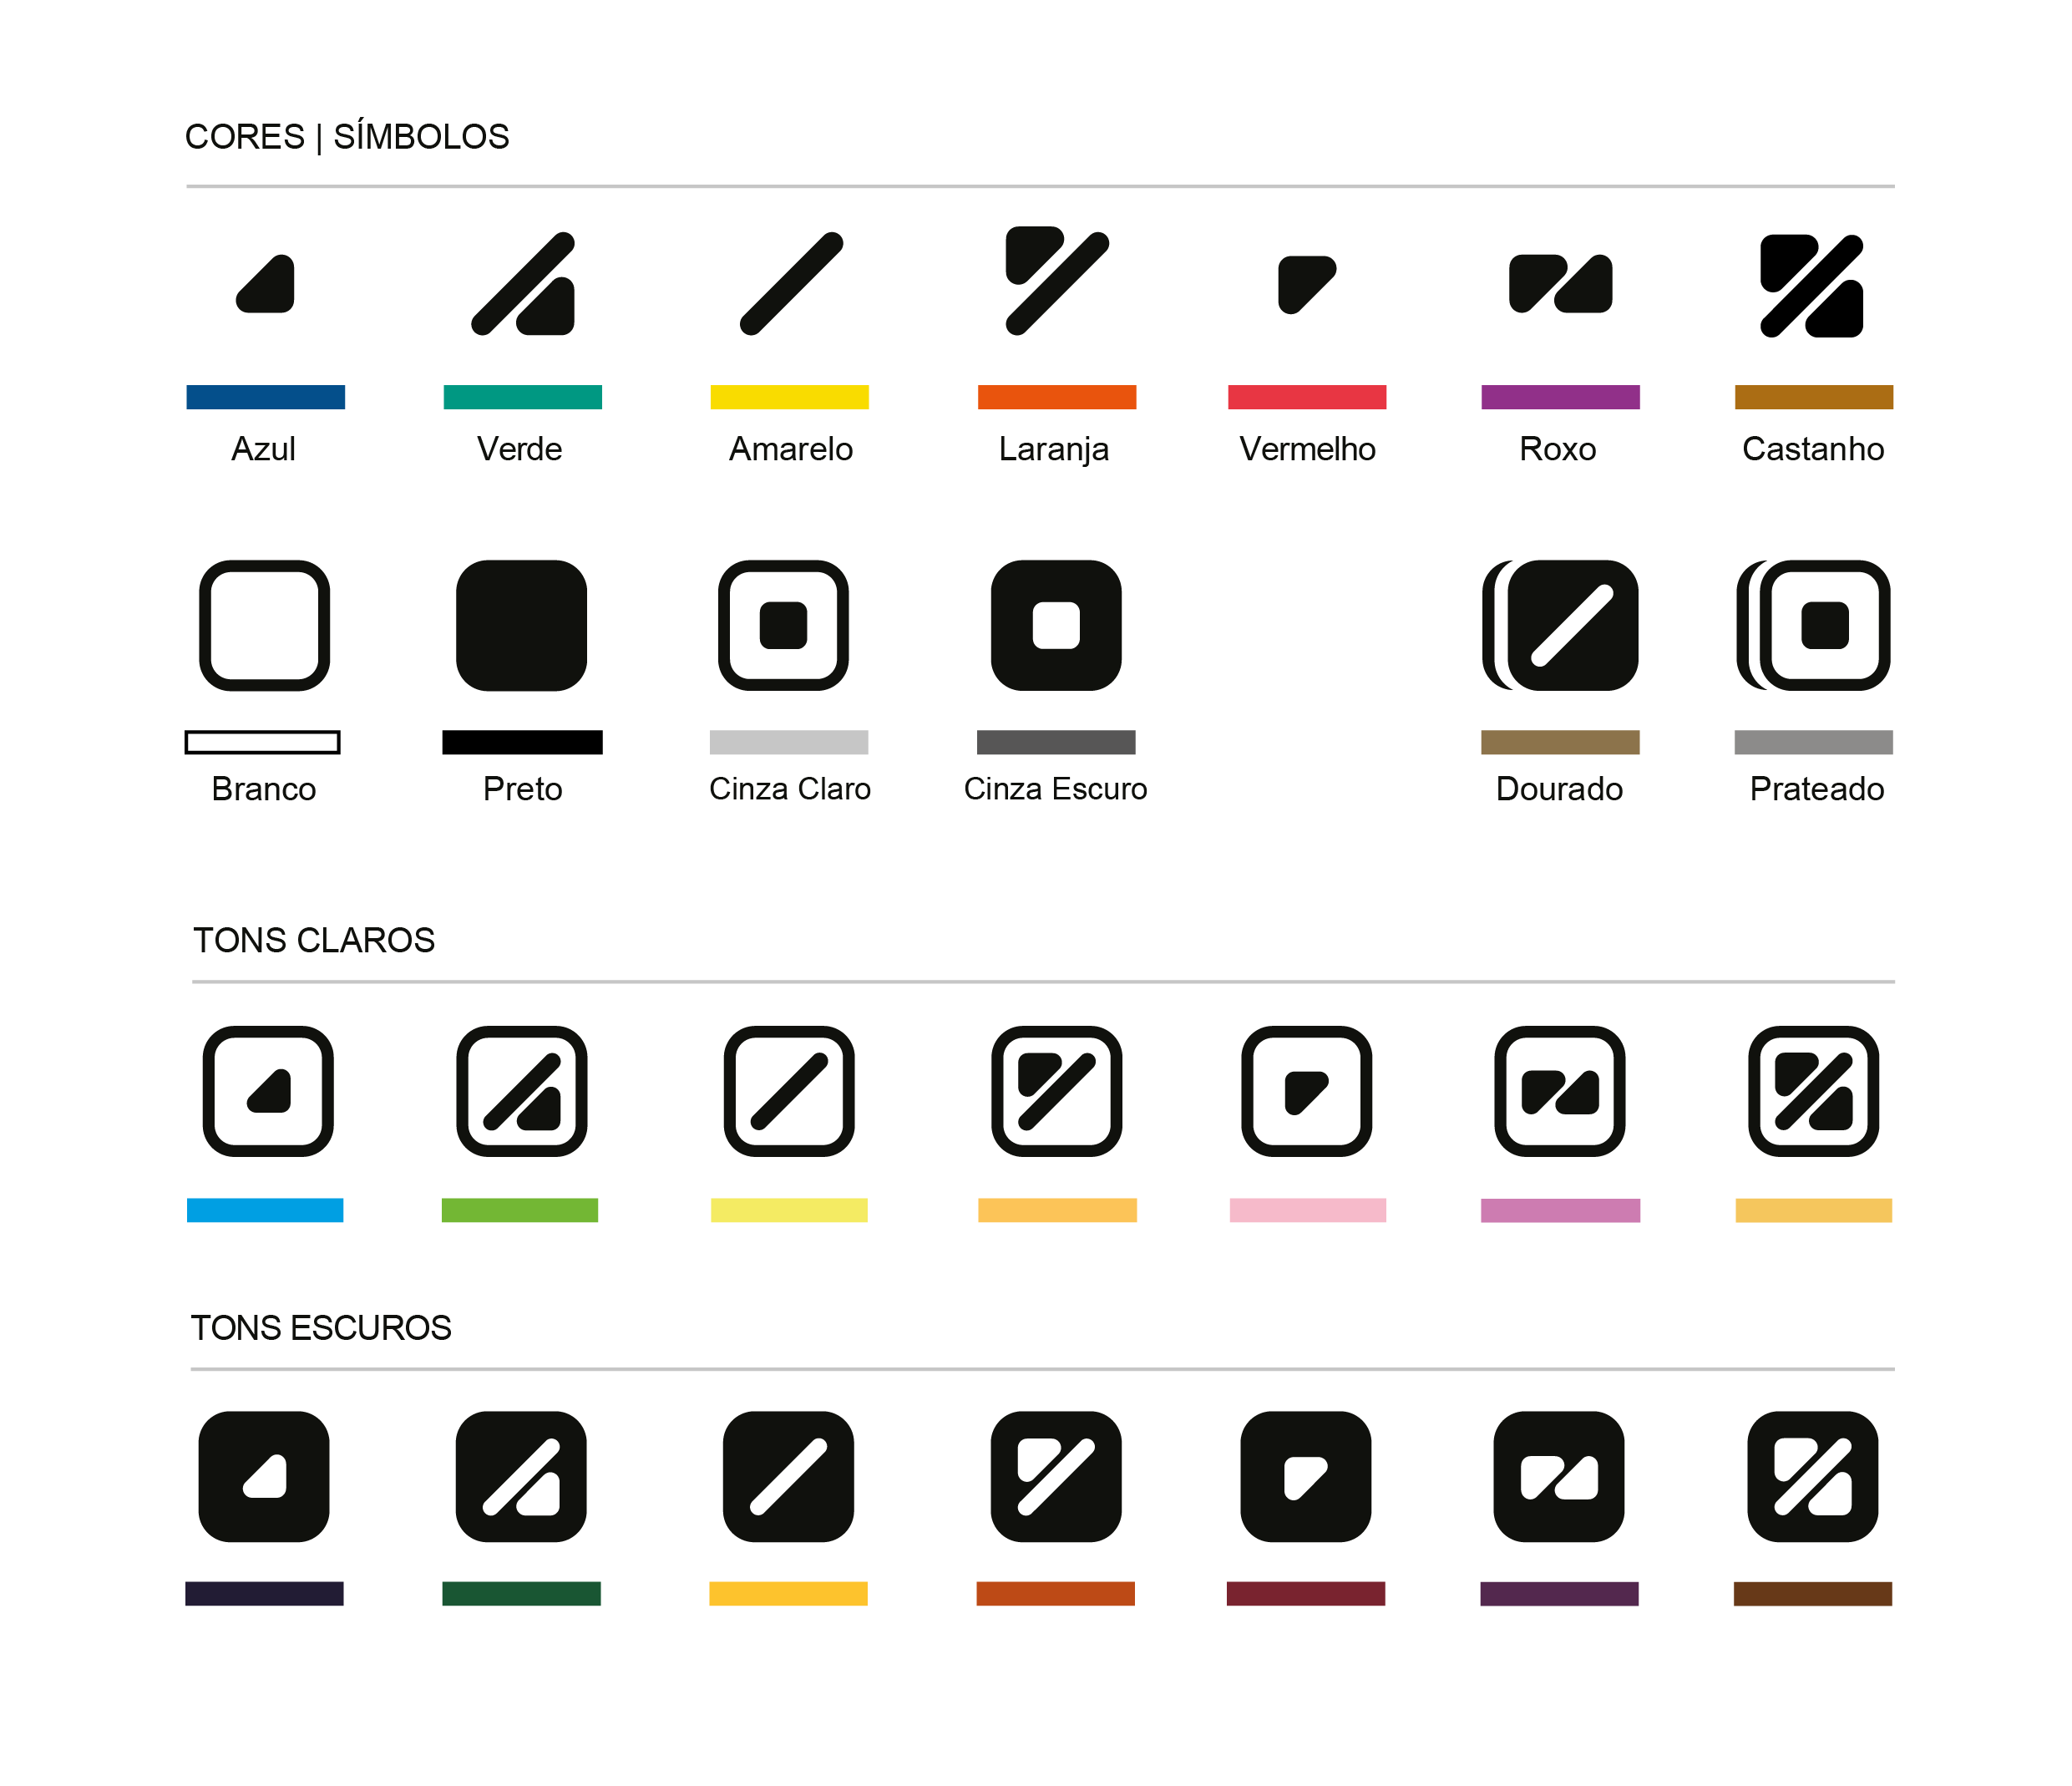 CORES | SÍMBOLOS
Azul Verde Amarelo Laranja Vermelho Roxo Castanho
Branco Preto Cinza Claro Cinza Escuro Dourado Prateado
TONS CLAROS
TONS ESCUROS